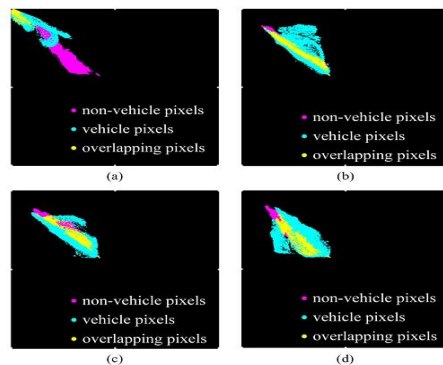 non-vehicle pixels
vehicle pixels
overlapping pixels
(a)
non-vehicle pixels
vehicle pixels
overlapping pixels
(b)
non-vehicle pixels
vehicle pixels
overlapping pixels
(c)
non-vehicle pixels
vehicle pixels
overlapping pixels
(d)